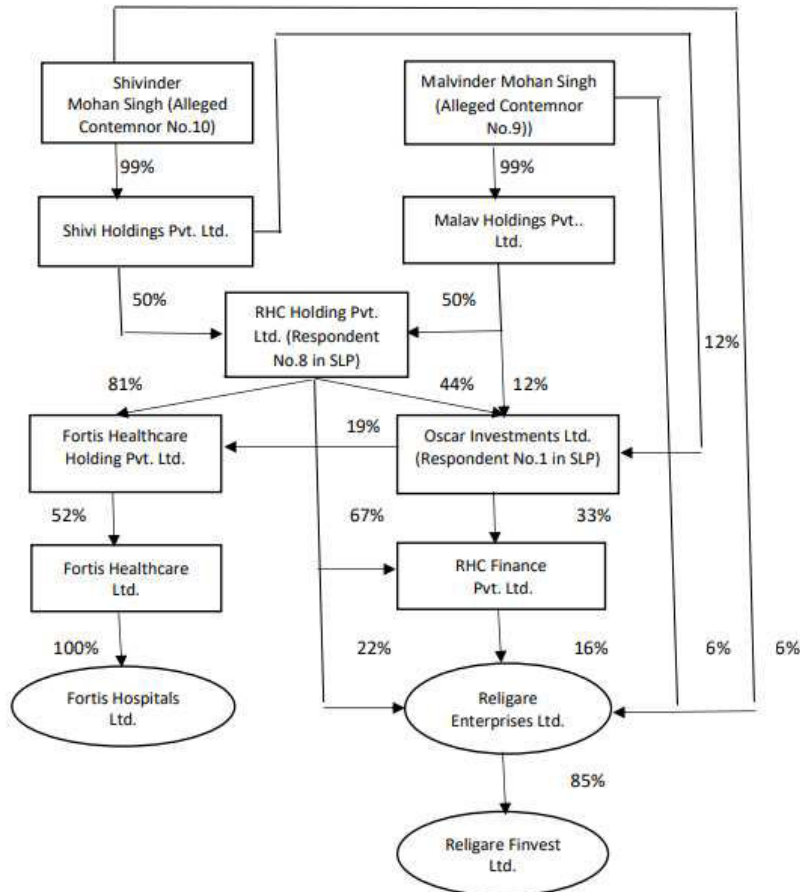 Shivinder
Mohan Singh (Alleged
Contemnor No.10)
Malvinder Mohan Singh
(Alleged Contemnor
No.9))
99%
99%
Shivi Holdings Pvt. Ltd.
Malav Holdings Pvt..
Ltd.
50%
50%
RHC Holding Pvt.
Ltd. (Respondent
No.8 in SLP)
12%
81%
44%
12%
19%
Fortis Healthcare
Holding Pvt. Ltd.
Oscar Investments Ltd.
(Respondent No.1 in SLP)
52%
67%
33%
Fortis Healthcare
Ltd.
RHC Finance
Pvt. Ltd.
100%
22%
16%
6%
6%
Fortis Hospitals
Ltd.
Religare
Enterprises Ltd.
85%
Religare Finvest
Ltd.